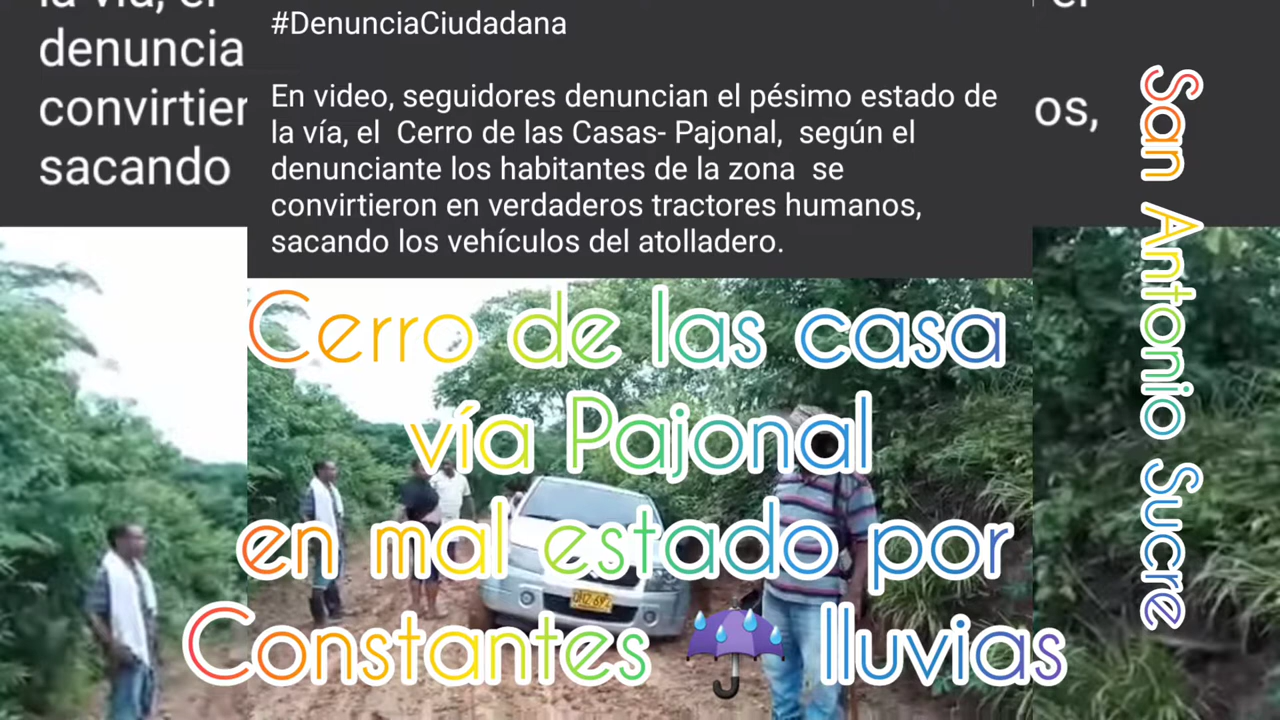 #DenunciaCiudadana
En video, seguidores denuncian el pésimo estado de
la vía, el Cerro de las Casas- Pajonal, según el
denunciante los habitantes de la zona se
convirtieron en verdaderos tractores humanos,
sacando los vehículos del atolladero.
Cerro de las casa
vía Pajonal
en mal estado por
Constantes ☔ lluvias
San Antonio Sucre
denuncia
convirtier
sacando
os,